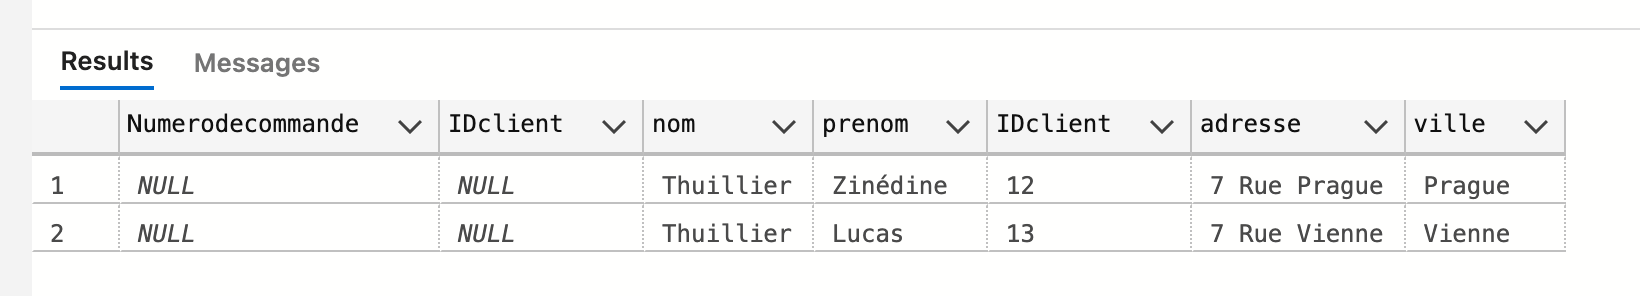 Results Messages
Numerodecommande IDclient nom prenom IDclient adresse ville
1 NULL NULL Thuillier Zinédine 12 7 Rue Prague Prague
2 NULL NULL Thuillier Lucas 13 7 Rue Vienne Vienne